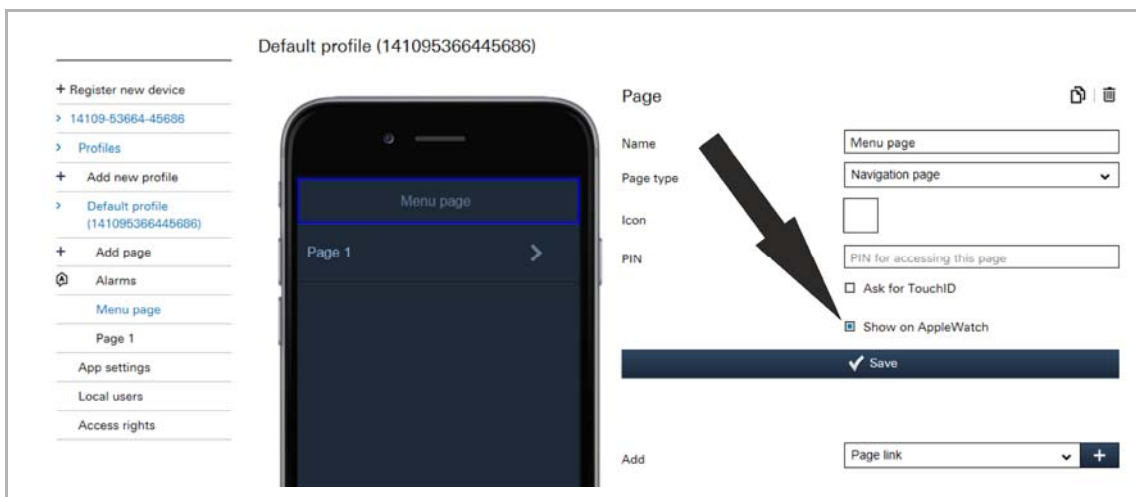 Default profile (141095366445686)
+ Register new device
> 14109-53664-45686
> Profiles
+ Add new profile
> Default profile
(141095366445686)
+ Add page
Alarms
Menu page
Page 1
App settings
Local users
Access rights
Menu page
Page 1 >
Page
Name Menu page
Page type Navigation page
Icon
PIN PIN for accessing this page
Ask for TouchID
Show on AppleWatch
Save
Add Page link +